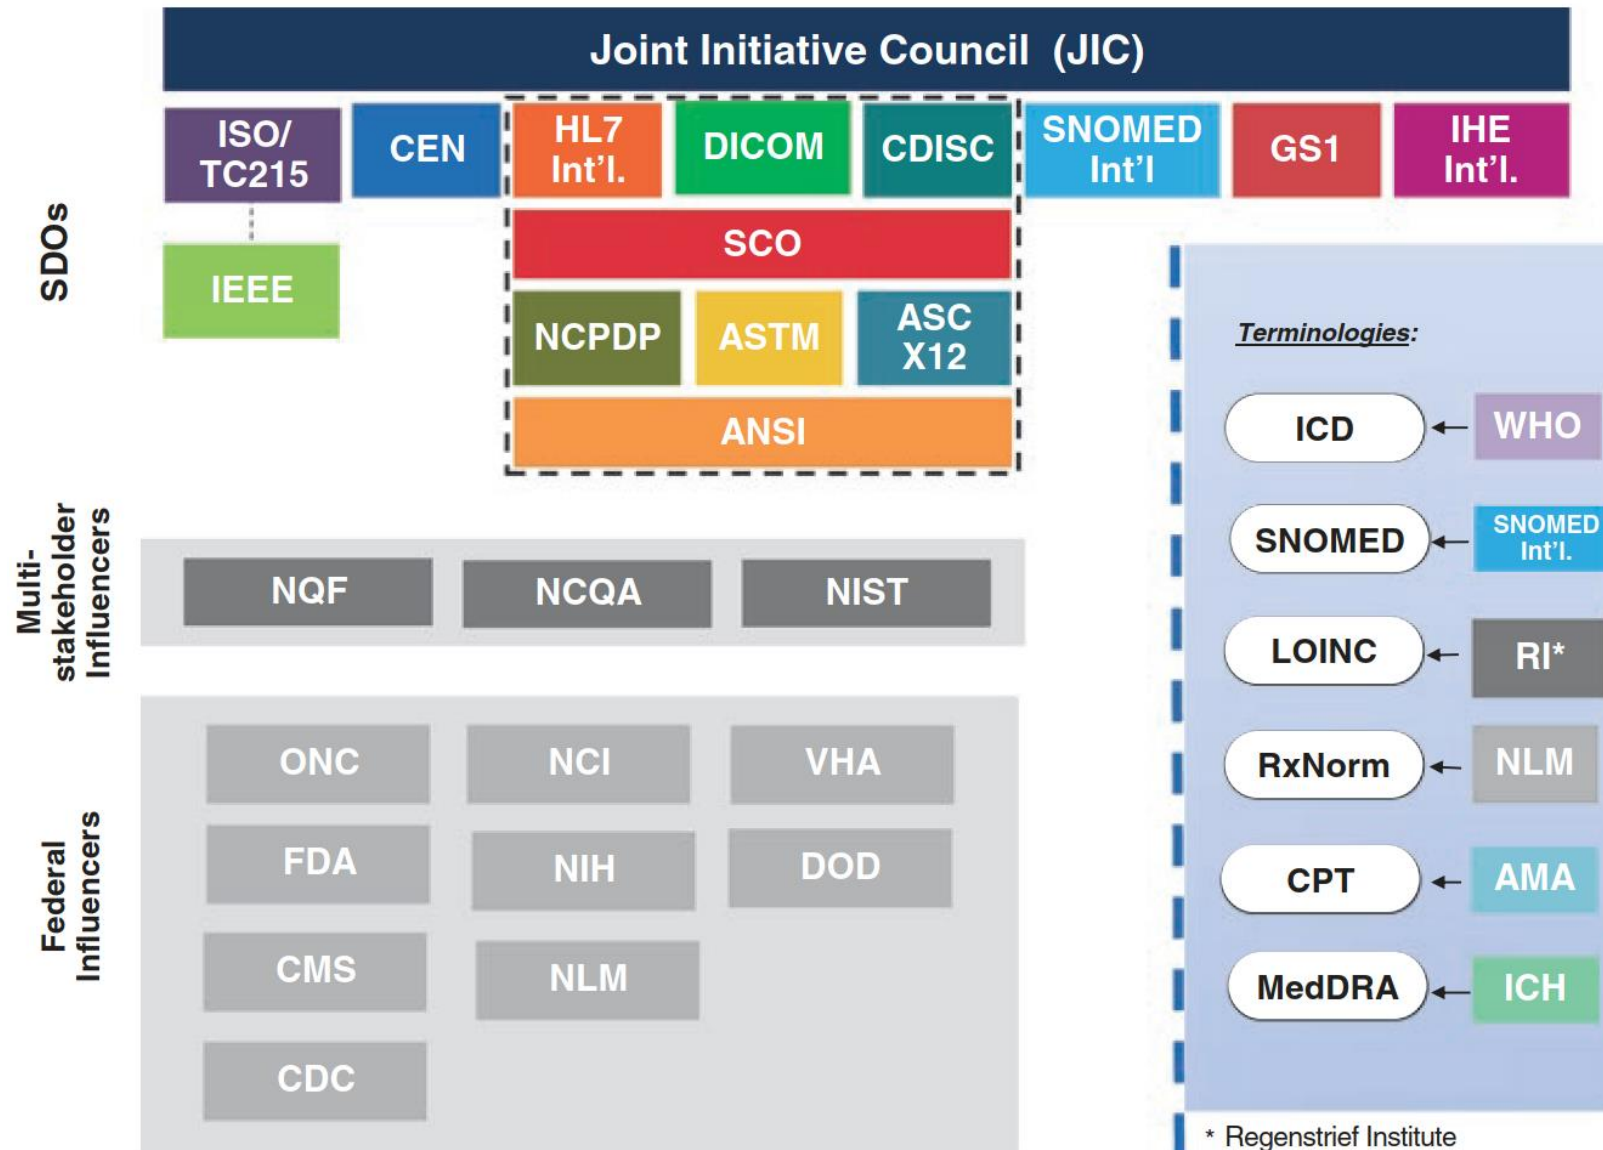 Joint Initiative Council (JIC)
ISO/
TC215
CEN
HL7
Int'l.
DICOM
CDISC
SNOMED
Int'l
GS1
IHE
Int'l.
SDOs
IEEE
SCO
NCPDP
ASTM
ASC
X12
ANSI
Multi-
stakeholder
Influencers
NQF
NCQA
NIST
Federal
Influencers
ONC
NCI
VHA
FDA
NIH
DOD
CMS
NLM
CDC
Terminologies:
ICD
WHO
SNOMED
SNOMED
Int'l.
LOINC
RI*
RxNorm
NLM
CPT
AMA
MedDRA
ICH
* Regenstrief Institute